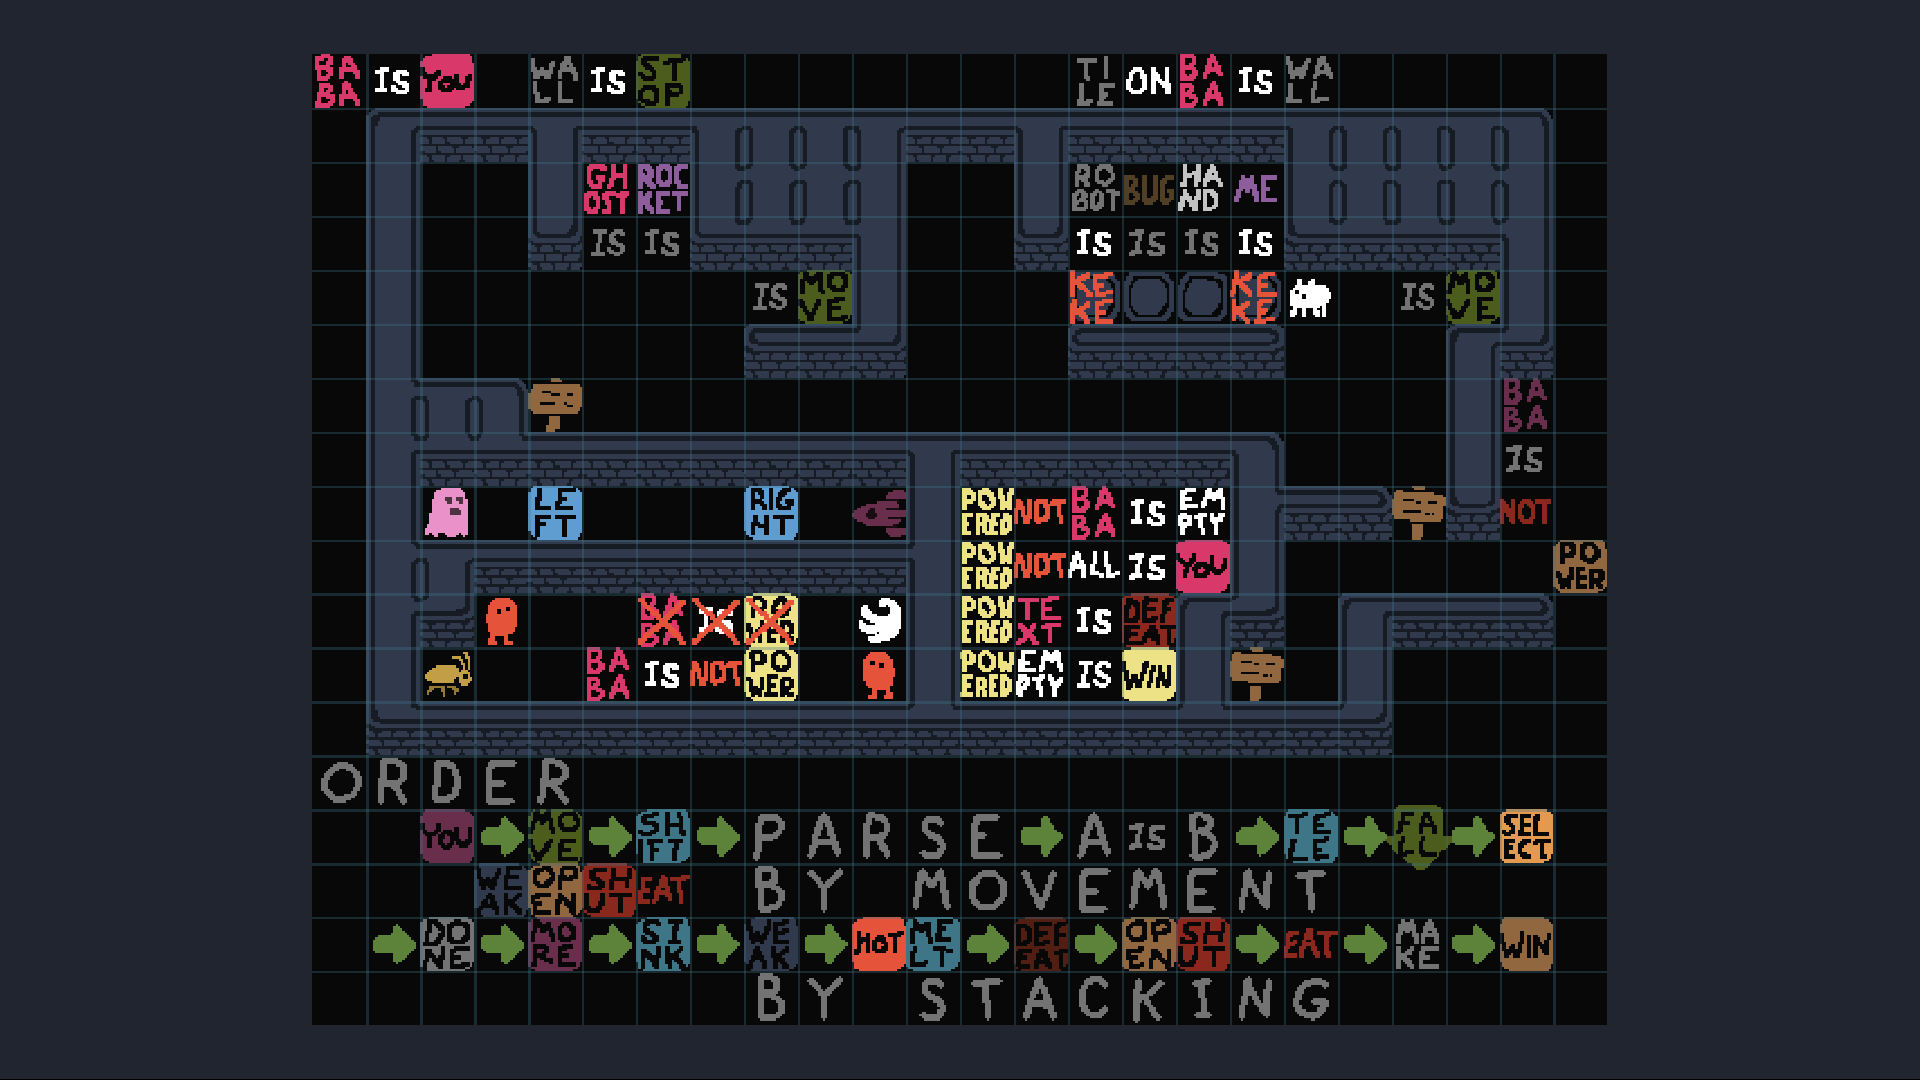 BABA IS YOU WALL IS STOP TILE ON BABA IS WALL
GHOST ROCKET ROBOT BUG HAND ME
IS IS IS IS IS IS
IS MOVE KEKE KEKE IS MOVE
BABA
IS
LEFT RIGHT POWERED NOT BABA IS EMPTY NOT
POWERED NOT ALL IS YOU POWER
BABA IS POWER POWERED TEXT IS DEFEAT
BABA IS NOT POWER POWERED EMPTY IS WIN
ORDER
YOU MOVE SHIFT PARSE A IS B TELE FALL SELECT
WEAK OPEN SHUT EAT BY MOVEMENT
DONE MORE SINK WEAK HOT MELT DEFEAT OPEN SHUT EAT MAKE WIN
BY STACKING